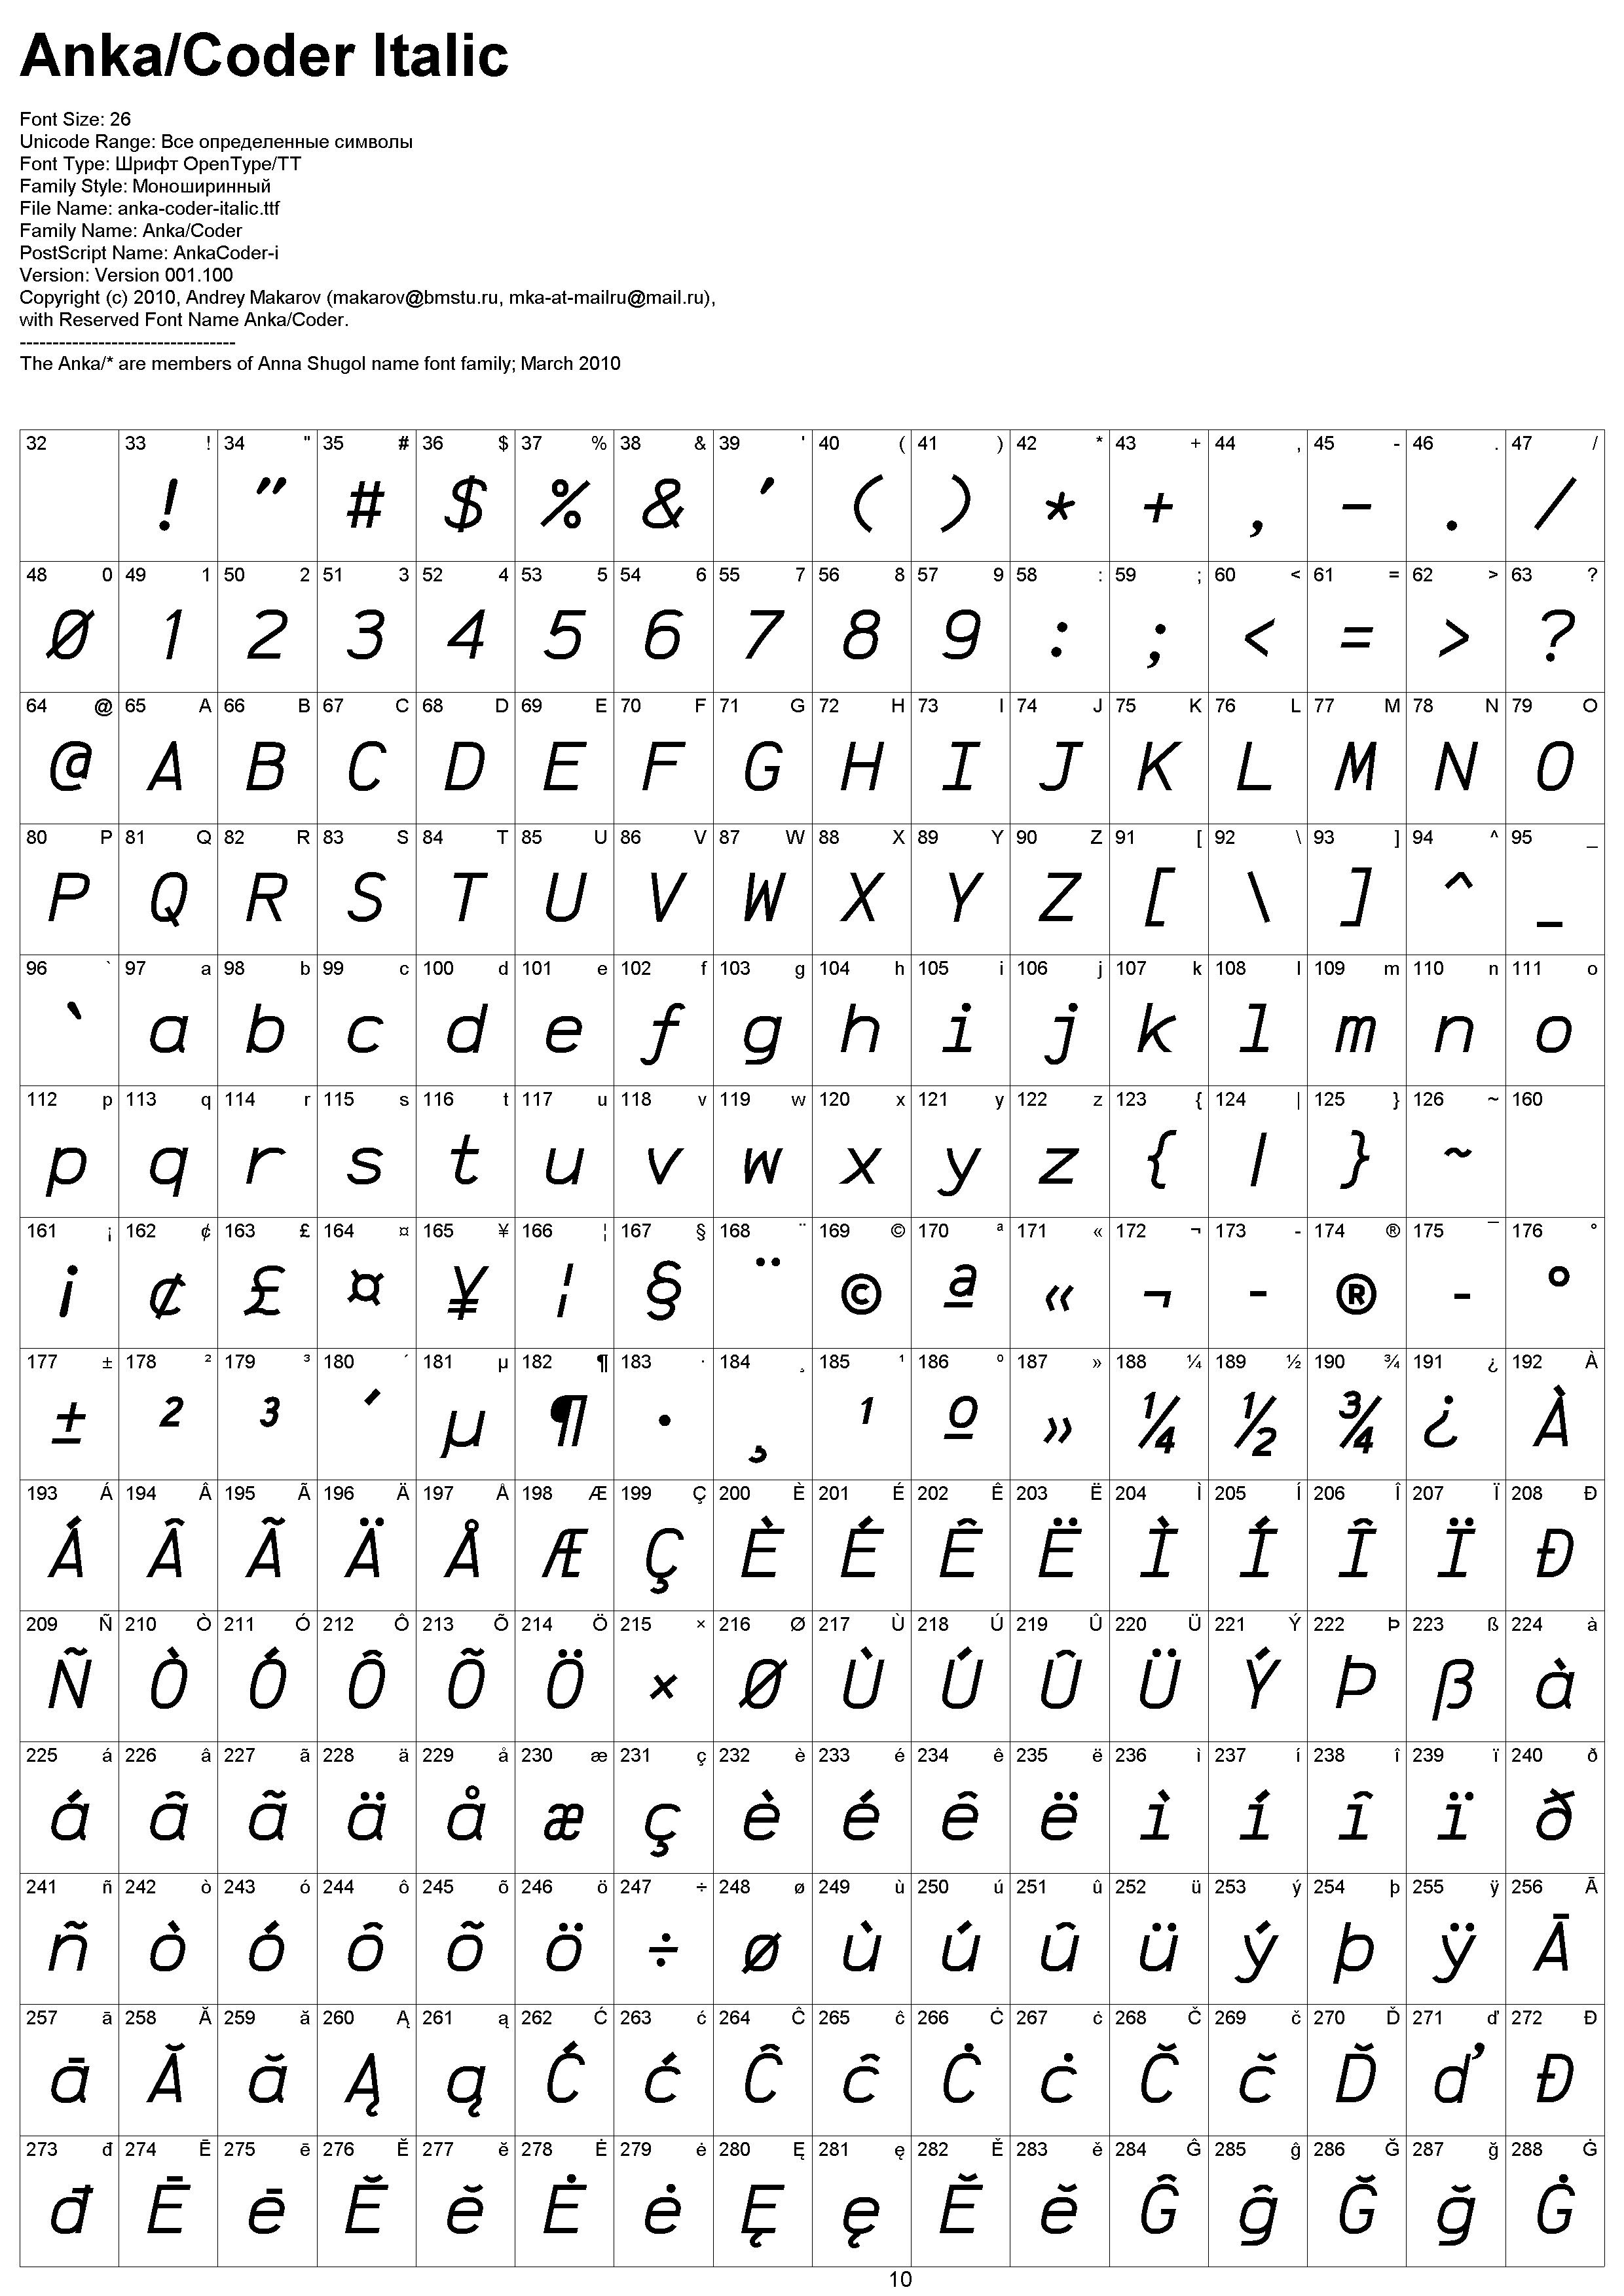 Anka/Coder Italic
Font Size: 26
Unicode Range: Все определенные символы
Font Type: Шрифт OpenType/TT
Family Style: Моноширинный
File Name: anka-coder-italic.ttf
Family Name: Anka/Coder
PostScript Name: AnkaCoder-i
Version: Version 001.100
Copyright (c) 2010, Andrey Makarov (makarov@bmstu.ru, mka-at-mailru@mail.ru),
with Reserved Font Name Anka/Coder.
---------------------------------
The Anka/* are members of Anna Shugol name font family; March 2010
32 33 ! 34 " 35 # 36 $ 37 % 38 & 39 ' 40 ( 41 ) 42 * 43 + 44 , 45 - 46 . 47 /
! " # $ % & ' ( ) * + , - . /
48 0 49 1 50 2 51 3 52 4 53 5 54 6 55 7 56 8 57 9 58 : 59 ; 60 < 61 = 62 > 63 ?
0 1 2 3 4 5 6 7 8 9 : ; < = > ?
64 @ 65 A 66 B 67 C 68 D 69 E 70 F 71 G 72 H 73 I 74 J 75 K 76 L 77 M 78 N 79 O
@ A B C D E F G H I J K L M N O
80 P 81 Q 82 R 83 S 84 T 85 U 86 V 87 W 88 X 89 Y 90 Z 91 [ 92 \ 93 ] 94 ^ 95 _
P Q R S T U V W X Y Z [ \ ] ^ _
96 ` 97 a 98 b 99 c 100 d 101 e 102 f 103 g 104 h 105 i 106 j 107 k 108 l 109 m 110 n 111 o
` a b c d e f g h i j k l m n o
112 p 113 q 114 r 115 s 116 t 117 u 118 v 119 w 120 x 121 y 122 z 123 { 124 | 125 } 126 ~ 160
p q r s t u v w x y z { | } ~
161 ¡ 162 ¢ 163 £ 164 ¤ 165 ¥ 166 ¦ 167 § 168 ¨ 169 © 170 ª 171 « 172 ¬ 173 - 174 ® 175 ¯ 176 °
¡ ¢ £ ¤ ¥ ¦ § ¨ © ª « ¬ - ® ¯ °
177 ± 178 ² 179 ³ 180 ´ 181 µ 182 ¶ 183 · 184 ¸ 185 ¹ 186 º 187 » 188 ¼ 189 ½ 190 ¾ 191 ¿ 192 À
± ² ³ ´ µ ¶ · ¸ ¹ º » ¼ ½ ¾ ¿ À
193 Á 194 Â 195 Ã 196 Ä 197 Å 198 Æ 199 Ç 200 È 201 É 202 Ê 203 Ë 204 Ì 205 Í 206 Î 207 Ï 208 Ð
Á Â Ã Ä Å Æ Ç È É Ê Ë Ì Í Î Ï Ð
209 Ñ 210 Ò 211 Ó 212 Ô 213 Õ 214 Ö 215 × 216 Ø 217 Ù 218 Ú 219 Û 220 Ü 221 Ý 222 Þ 223 ß 224 à
Ñ Ò Ó Ô Õ Ö × Ø Ù Ú Û Ü Ý Þ ß à
225 á 226 â 227 ã 228 ä 229 å 230 æ 231 ç 232 è 233 é 234 ê 235 ë 236 ì 237 í 238 î 239 ï 240 ð
á â ã ä å æ ç è é ê ë ì í î ï ð
241 ñ 242 ò 243 ó 244 ô 245 õ 246 ö 247 ÷ 248 ø 249 ù 250 ú 251 û 252 ü 253 ý 254 þ 255 ÿ 256 Ā
ñ ò ó ô õ ö ÷ ø ù ú û ü ý þ ÿ Ā
257 ā 258 Ă 259 ă 260 Ą 261 ą 262 Ć 263 ć 264 Ĉ 265 ĉ 266 Ċ 267 ċ 268 Č 269 č 270 Ď 271 ď 272 Đ
ā Ă ă Ą ą Ć ć Ĉ ĉ Ċ ċ Č č Ď ď Đ
273 đ 274 Ē 275 ē 276 Ĕ 277 ĕ 278 Ė 279 ė 280 Ę 281 ę 282 Ě 283 ě 284 Ĝ 285 ĝ 286 Ğ 287 ğ 288 Ġ
đ Ē ē Ĕ ĕ Ė ė Ę ę Ě ě Ĝ ĝ Ğ ğ Ġ
10